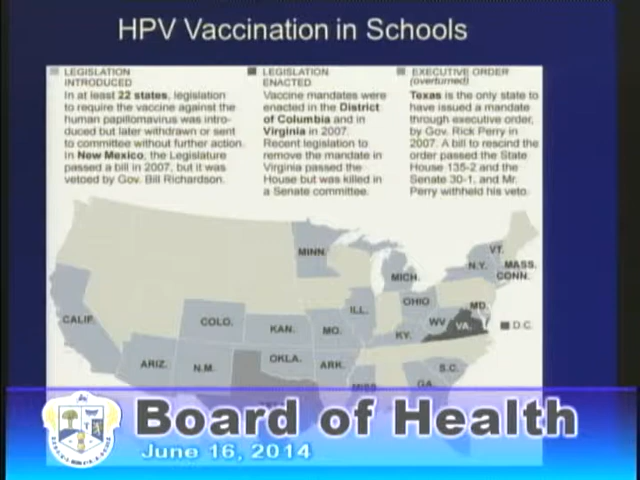 HPV Vaccination in Schools
LEGISLATION
INTRODUCED
In at least 22 states, legislation
to require the vaccine against the
human papillomavirus was intro-
duced but later withdrawn or sent
to committee without further action.
In New Mexico, the Legislature
passed a bill in 2007, but it was
vetoed by Gov. Bill Richardson.
LEGISLATION
ENACTED
Vaccine mandates were
enacted in the District
of Columbia and in
Virginia in 2007.
Recent legislation to
remove the mandate in
Virginia passed the
House but was killed in
a Senate committee.
EXECUTIVE ORDER
(overturned)
Texas is the only state to
have issued a mandate
through executive order,
by Gov. Rick Perry in
2007. A bill to rescind the
order passed the State
House 135-2 and the
Senate 30-1, and Mr.
Perry withheld his veto.
MINN.
VT.
N.Y.
MASS.
CONN.
MICH.
OHIO
MD.
ILL.
CALIF.
COLO.
KAN.
MO.
WV
VA.
D.C.
KY.
ARIZ.
N.M.
OKLA.
ARK.
S.C.
MISS.
GA.
Board of Health
June 16, 2014